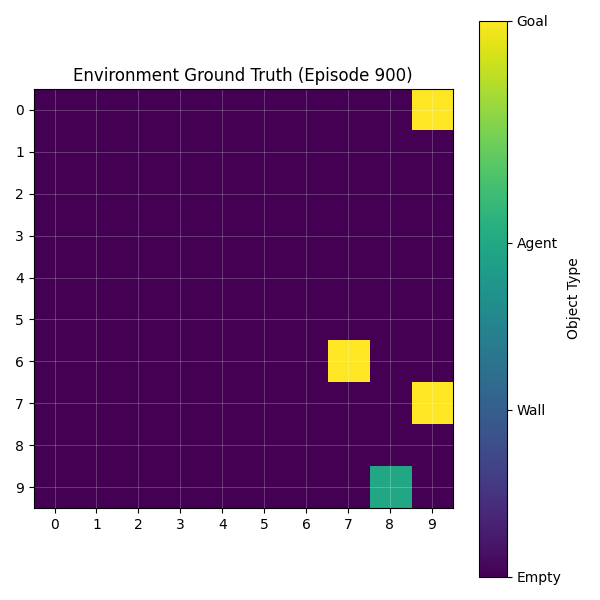 Environment Ground Truth (Episode 900)
0
1
2
3
4
5
6
7
8
9
0 1 2 3 4 5 6 7 8 9
Goal
Agent
Wall
Empty
Object Type